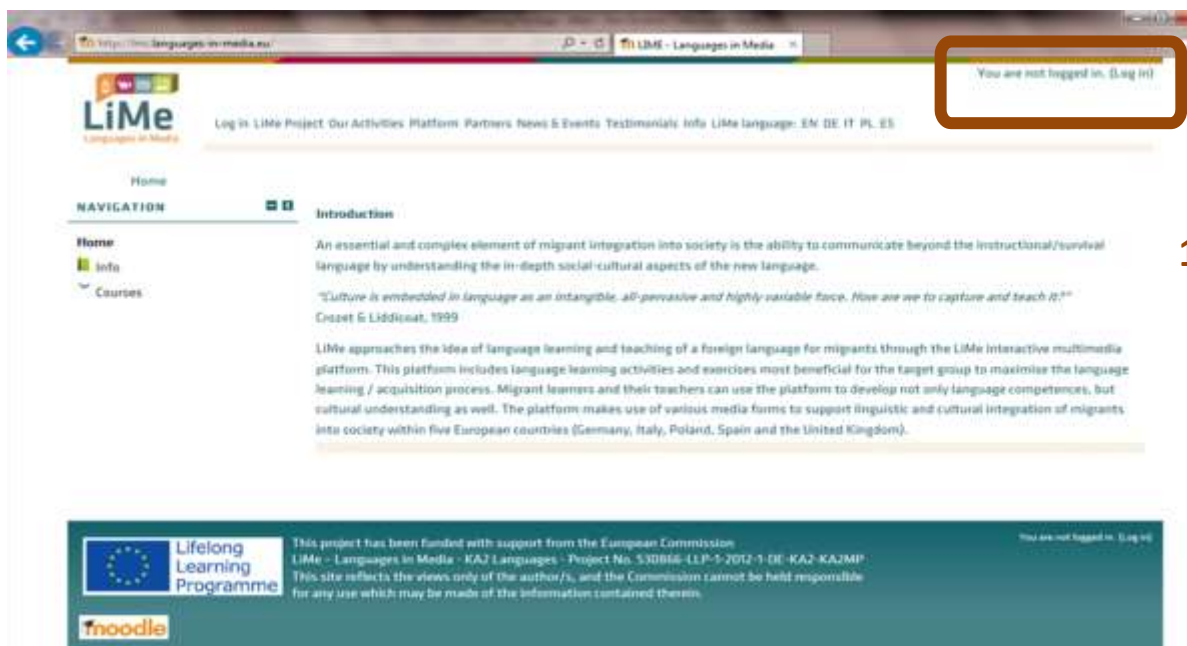 languages-in-media.eu
LIME - Languages in Media
You are not logged in. (Log in)
LiMe
Languages in Media
Log in LiMe Project Our Activities Platform Partners News & Events Testimonials Info LiMe language: EN DE IT PL ES
Home
NAVIGATION
Home
Info
Courses
1
Introduction
An essential and complex element of migrant integration into society is the ability to communicate beyond the instructional/survival
language by understanding the in-depth social-cultural aspects of the new language.
"Culture is embedded in language as an intangible, all-pervasive and highly variable force. How are we to capture and teach it?"
Crozet & Liddicoat, 1999
LiMe approaches the idea of language learning and teaching of a foreign language for migrants through the LiMe interactive multimedia
platform. This platform includes language learning activities and exercises most beneficial for the target group to maximise the language
learning / acquisition process. Migrant learners and their teachers can use the platform to develop not only language competences, but
cultural understanding as well. The platform makes use of various media forms to support linguistic and cultural integration of migrants
into society within five European countries (Germany, Italy, Poland, Spain and the United Kingdom).
Lifelong
Learning
Programme
This project has been funded with support from the European Commission
LiMe - Languages in Media - KA2 Languages - Project No. 530866-LLP-1-2012-1-DE-KA2-KA2MP
This site reflects the views only of the author/s, and the Commission cannot be held responsible
for any use which may be made of the information contained therein.
You are not logged in. (Log in)
moodle